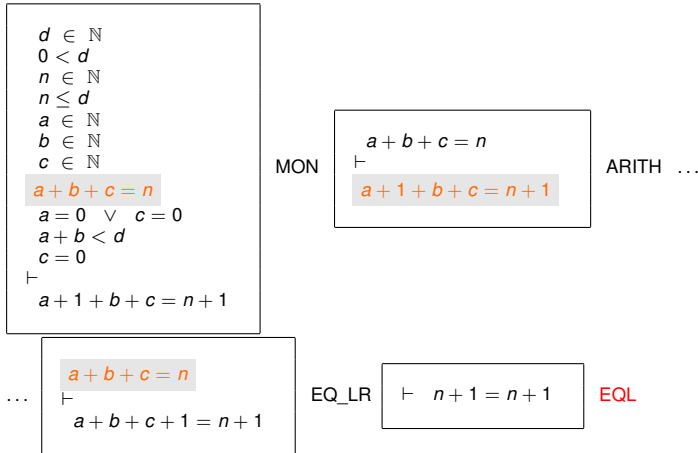 d ∈ ℕ
0 < d
n ∈ ℕ
n ≤ d
a ∈ ℕ
b ∈ ℕ
c ∈ ℕ
a + b + c = n
a = 0 ∨ c = 0
a + b < d
c = 0
⊢
a + 1 + b + c = n + 1
MON
a + b + c = n
⊢
a + 1 + b + c = n + 1
ARITH ...
...
a + b + c = n
⊢
a + b + c + 1 = n + 1
EQ_LR
⊢ n + 1 = n + 1
EQL